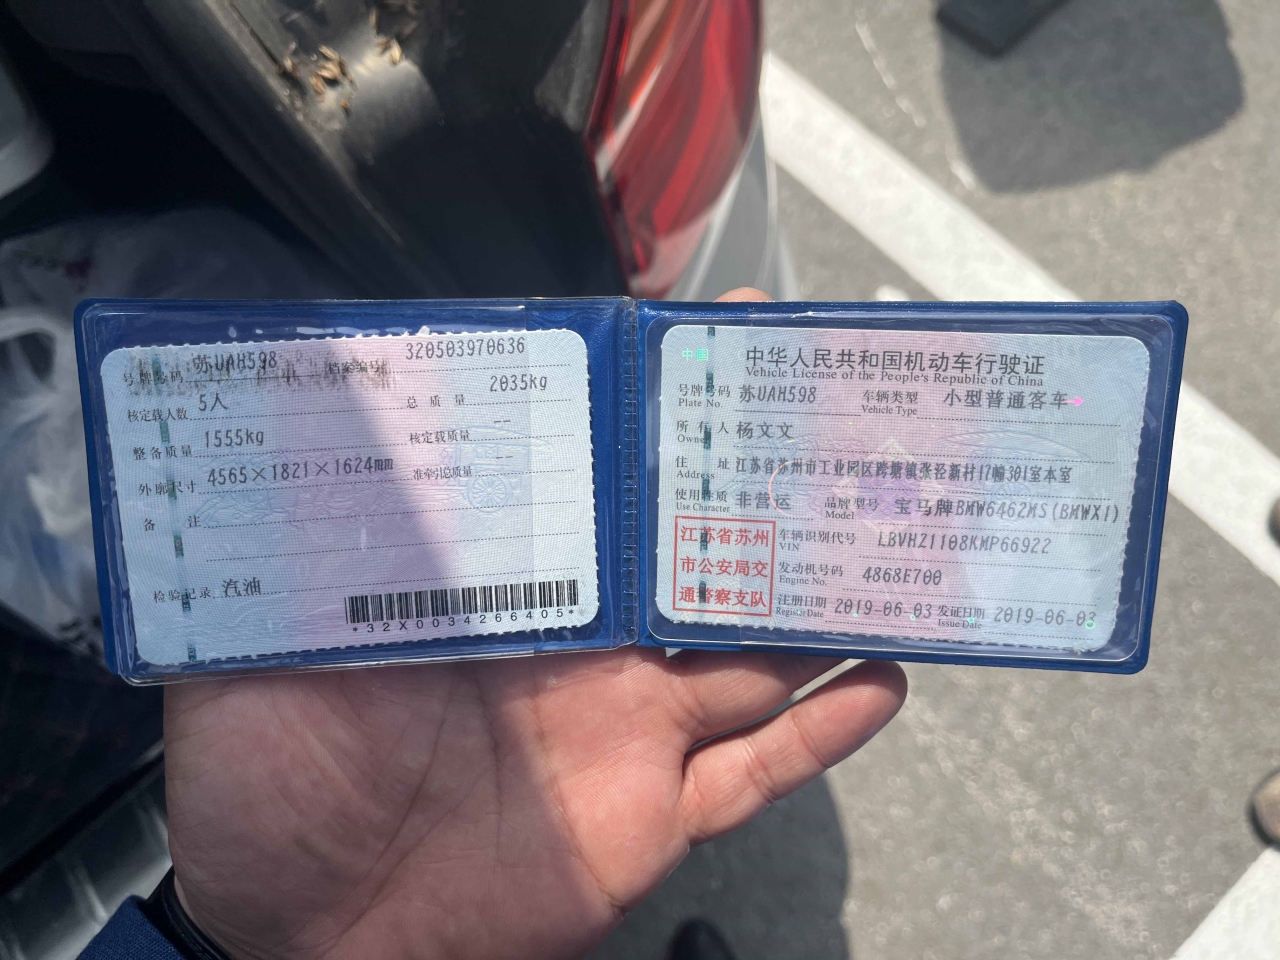 号牌号码 苏UAH598 档案编号 320503970636
核定载人数 5人 总质量 2035kg
整备质量 1555kg 核定载质量 --
外廓尺寸 4565×1821×1624mm 准牵引总质量 --
备注
检验记录 汽油
*32X0034266405*
中国
中华人民共和国机动车行驶证
Vehicle License of the People's Republic of China
号牌号码 苏UAH598 车辆类型 小型普通客车
Plate No. Vehicle Type
所有人 杨文文
Owner
住址 江苏省苏州市工业园区跨塘镇张泾新村17幢301室本室
Address
使用性质 非营运 品牌型号 宝马牌BMW6462MS(BMWX1)
Use Character Model
江苏省苏州
市公安局交
通警察支队
车辆识别代号 LBVHZ1108KMP66922
VIN
发动机号码 4868E700
Engine No.
注册日期 2019-06-03 发证日期 2019-06-03
Register Date Issue Date